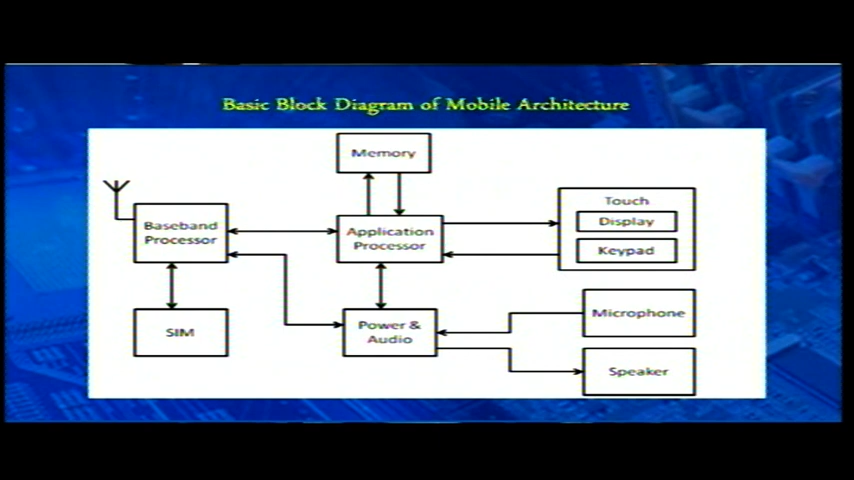 Basic Block Diagram of Mobile Architecture
Memory
Baseband
Processor
Application
Processor
Touch
Display
Keypad
SIM
Power &
Audio
Microphone
Speaker